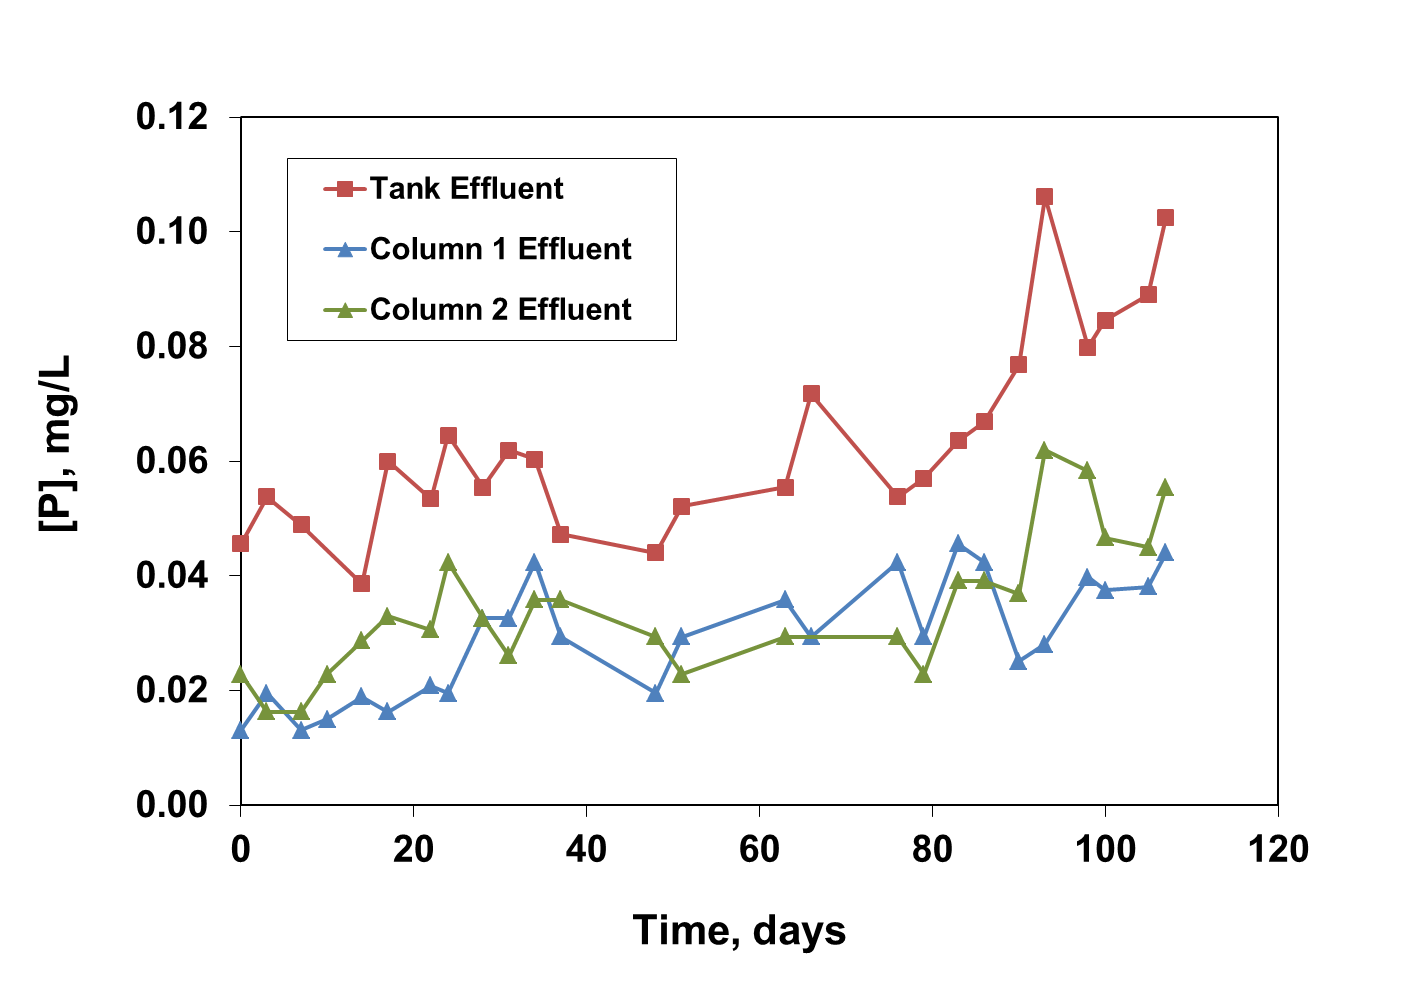 0.12
0.10
0.08
0.06
0.04
0.02
0.00
[P], mg/L
Tank Effluent
Column 1 Effluent
Column 2 Effluent
0 20 40 60 80 100 120
Time, days